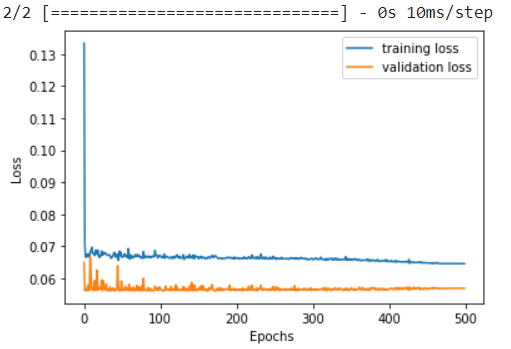 2/2 [==============================] - 0s 10ms/step
training loss
validation loss
0.13
0.12
0.11
0.10
0.09
0.08
0.07
0.06
Loss
0
100
200
300
400
500
Epochs